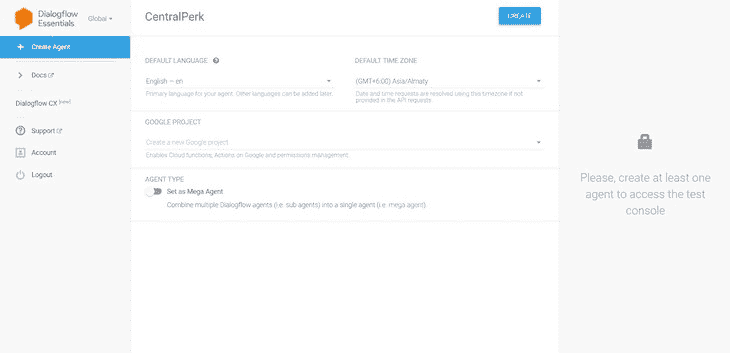 Dialogflow
Essentials
Global
CentralPerk
CREATE
+ Create Agent
Docs
Dialogflow CX [new]
Support
Account
Logout
DEFAULT LANGUAGE
DEFAULT TIME ZONE
English — en
(GMT+6:00) Asia/Almaty
Primary language for your agent. Other languages can be added later.
Date and time requests are resolved using this timezone if not
provided in the API requests.
GOOGLE PROJECT
Create a new Google project
Enables Cloud functions, Actions on Google and permissions management.
AGENT TYPE
Set as Mega Agent
Combine multiple Dialogflow agents (i.e. sub agents) into a single agent (i.e. mega agent).
Please, create at least one
agent to access the test
console